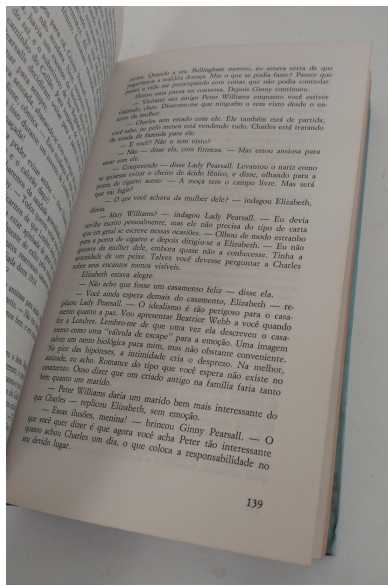 samos. Quando a sra. Bellingham morreu, eu estava certa de que
pegaríamos a maldita doença. Mas o que se podia fazer? Parece que
passei a vida me preocupando com coisas que não podia controlar.
Houve uma pausa na conversa. Depois Ginny continuou.
— Visitarei seu amigo Peter Williams enquanto você estiver
viajando, claro. Disseram-me que ninguém o tem visto desde o en-
terro da mulher.
— Charles tem estado com ele. Ele também está de partida,
você sabe, ou pelo menos está vendendo tudo. Charles está tratando
da venda da fazenda para ele.
— E você? Não o tem visto?
— Não — disse ela, com firmeza. — Mas estou ansiosa para
estar com ele.
— Compreendo — disse Lady Pearsall. Levantou o nariz como
se quisesse evitar o cheiro de ácido fênico, e disse, olhando para a
ponta do cigarro aceso: — A moça tem o campo livre. Mas será
que vai fugir?
— O que você achava da mulher dele? — indagou Elizabeth,
direta.
— Mary Williams? — indagou Lady Pearsall. — Eu devia
ter-lhe escrito pessoalmente, mas ele não precisa do tipo de carta
que em geral se escreve nessas ocasiões. — Olhou de modo estranho
para a ponta do cigarro e depois dirigiu-se a Elizabeth. — Eu não
gostava da mulher dele, embora quase não a conhecesse. Tinha a
serenidade de um peixe. Talvez você devesse perguntar a Charles
sobre seus encantos menos visíveis.
Elizabeth estava alegre.
— Não acho que fosse um casamento feliz — disse ela.
— Você ainda espera demais do casamento, Elizabeth — re-
plicou Lady Pearsall. — O idealismo é tão perigoso para o casa-
mento quanto a paz. Vou apresentar Beatrice Webb a você quando
for a Londres. Lembro-me de que uma vez ela descreveu o casa-
mento como uma "válvula de escape" para a emoção. Uma imagem
talvez um tanto biológica para mim, mas não obstante conveniente.
Na pior das hipóteses, a intimidade cria o desprezo. Na melhor,
amizade, eu acho. Romance do tipo que você espera não existe no
casamento. Ouso dizer que um criado antigo na família faria tanto
bem quanto um marido.
— Peter Williams daria um marido bem mais interessante do
que Charles — replicou Elizabeth, sem emoção.
— Essas ilusões, menina! — brincou Ginny Pearsall. — O
que você quer dizer é que agora você acha Peter tão interessante
quanto achou Charles um dia, o que coloca a responsabilidade no
seu devido lugar.
139